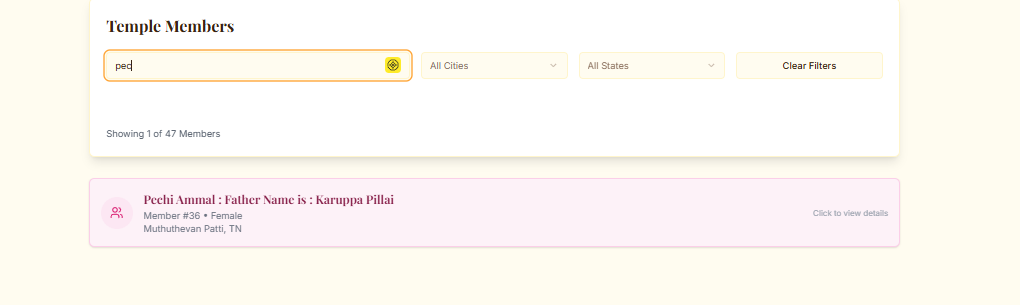 Temple Members
pec
All Cities
All States
Clear Filters
Showing 1 of 47 Members
Pechi Ammal : Father Name is : Karuppa Pillai
Member #36 • Female
Muthuthevan Patti, TN
Click to view details